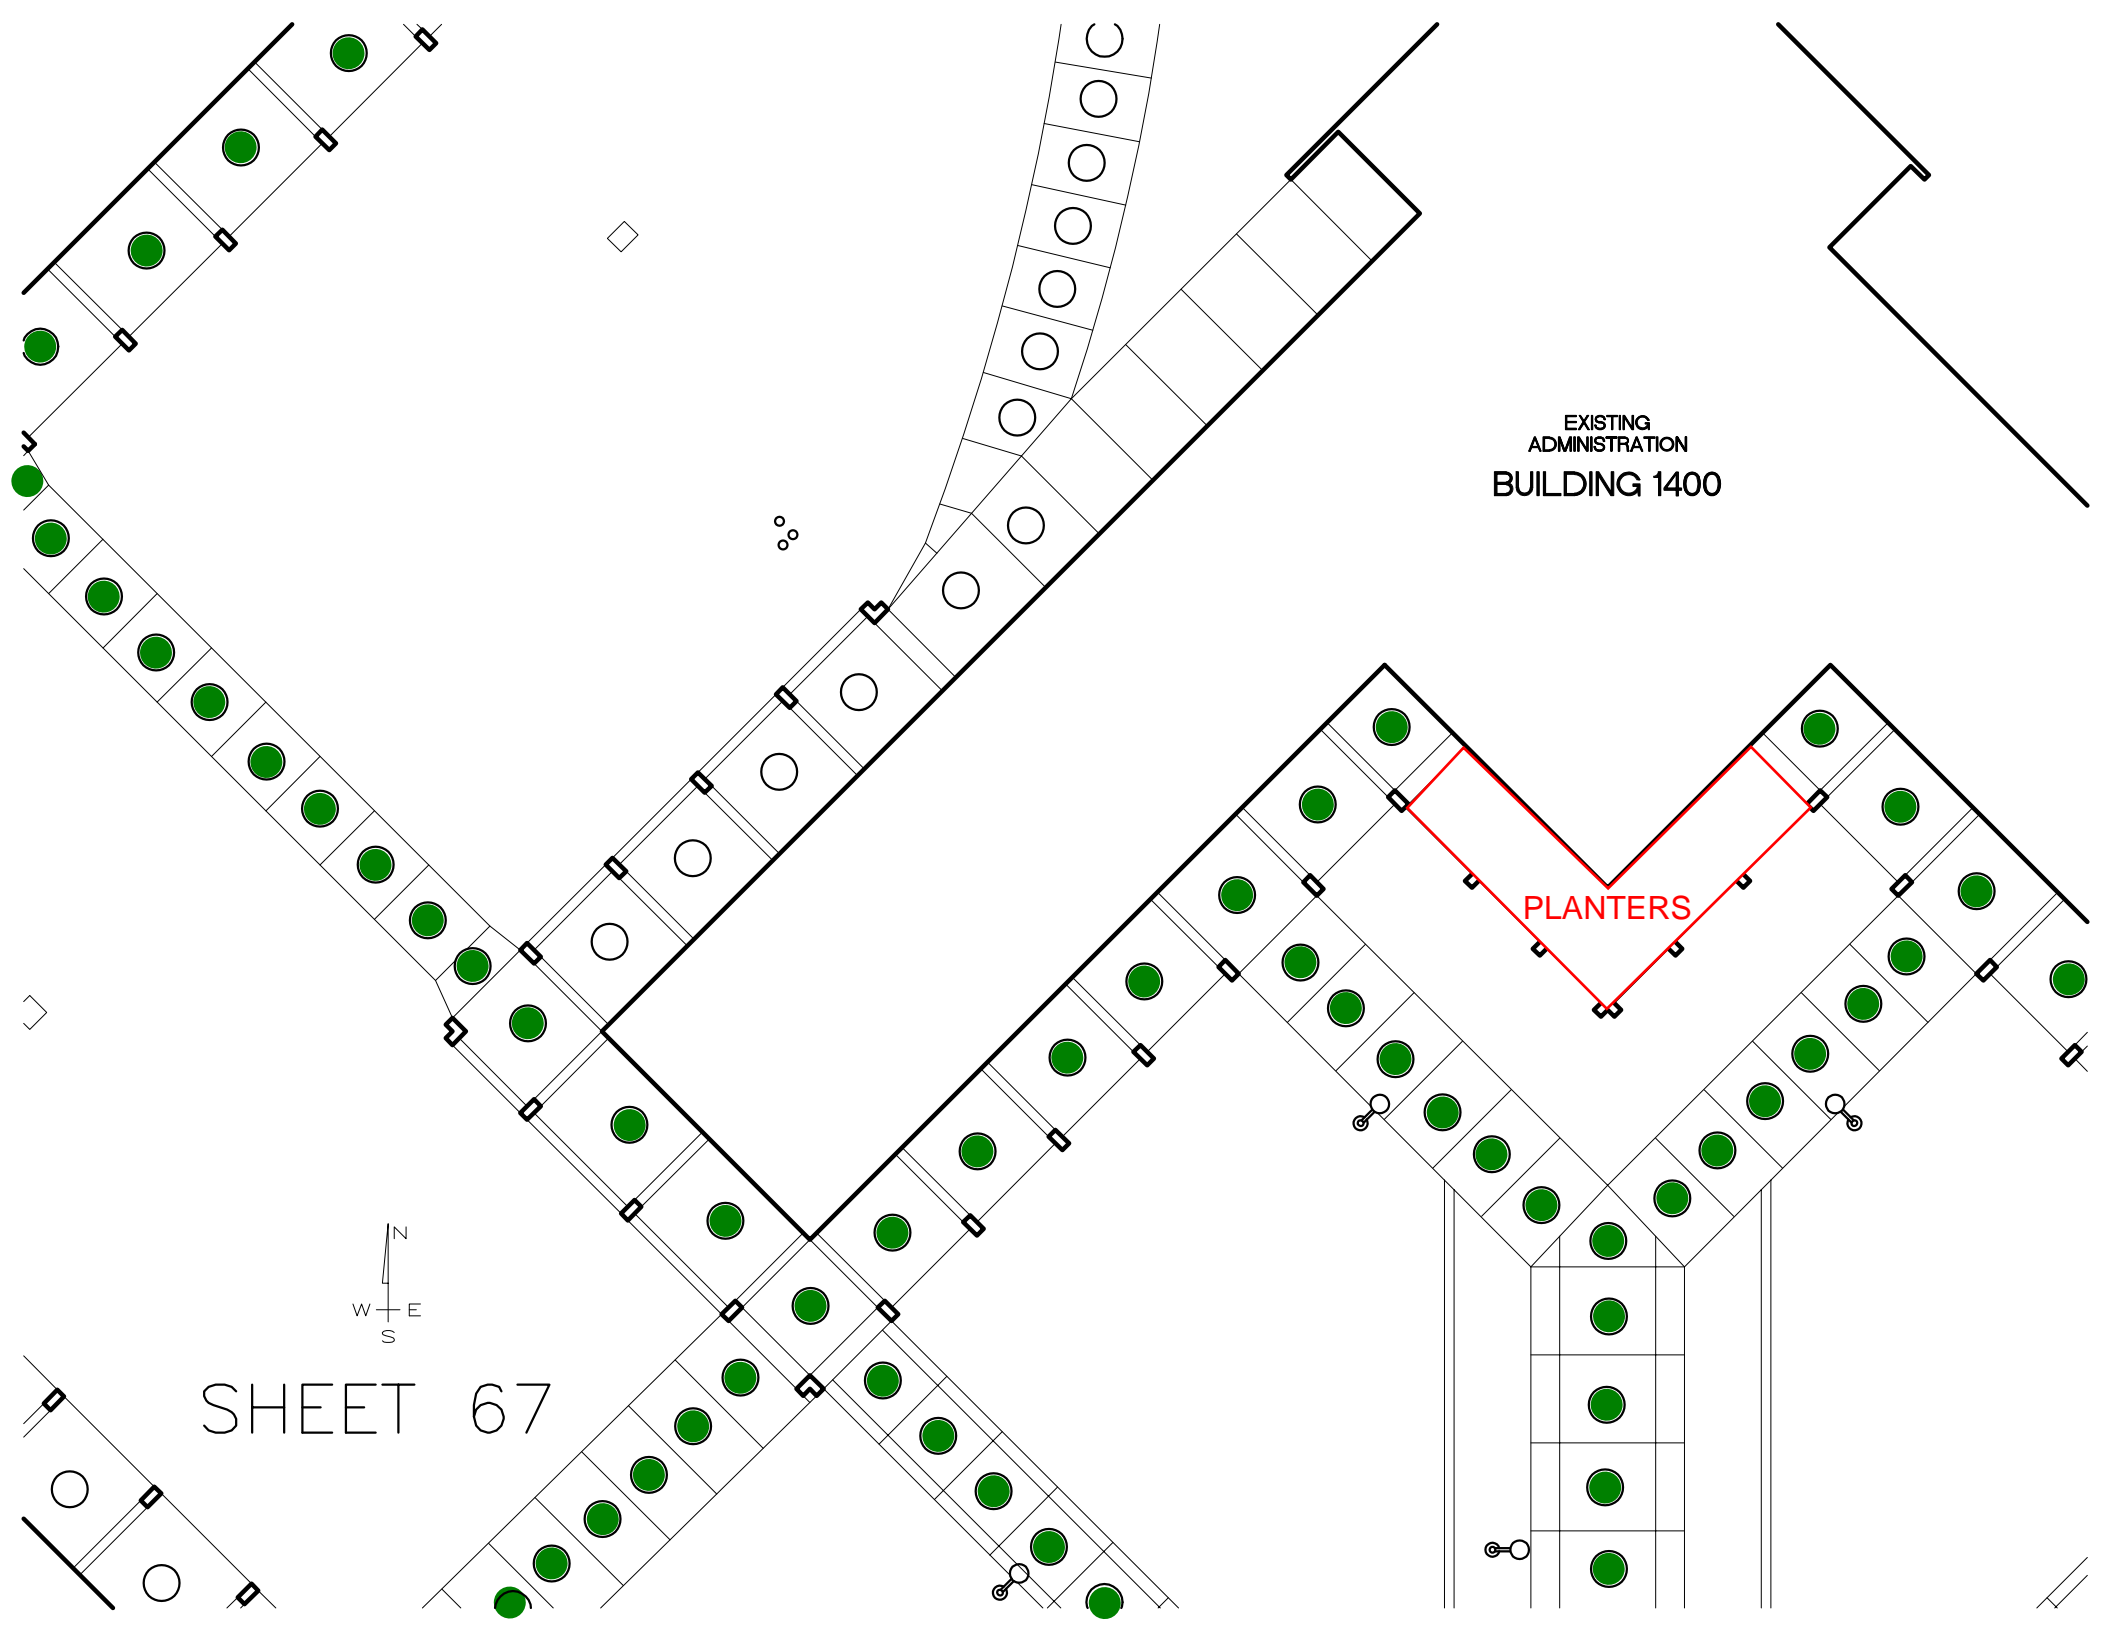 EXISTING
ADMINISTRATION
BUILDING 1400
PLANTERS
N
W E
S
SHEET 67